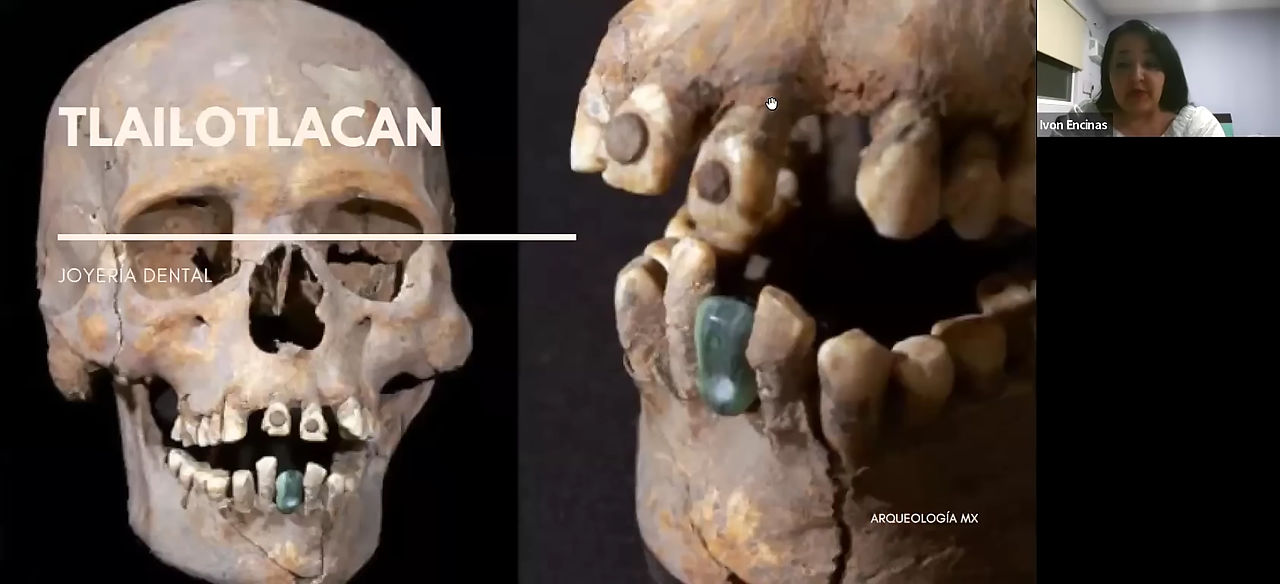 TLAILOTLACAN
JOYERÍA DENTAL
ARQUEOLOGÍA MX
Ivon Encinas